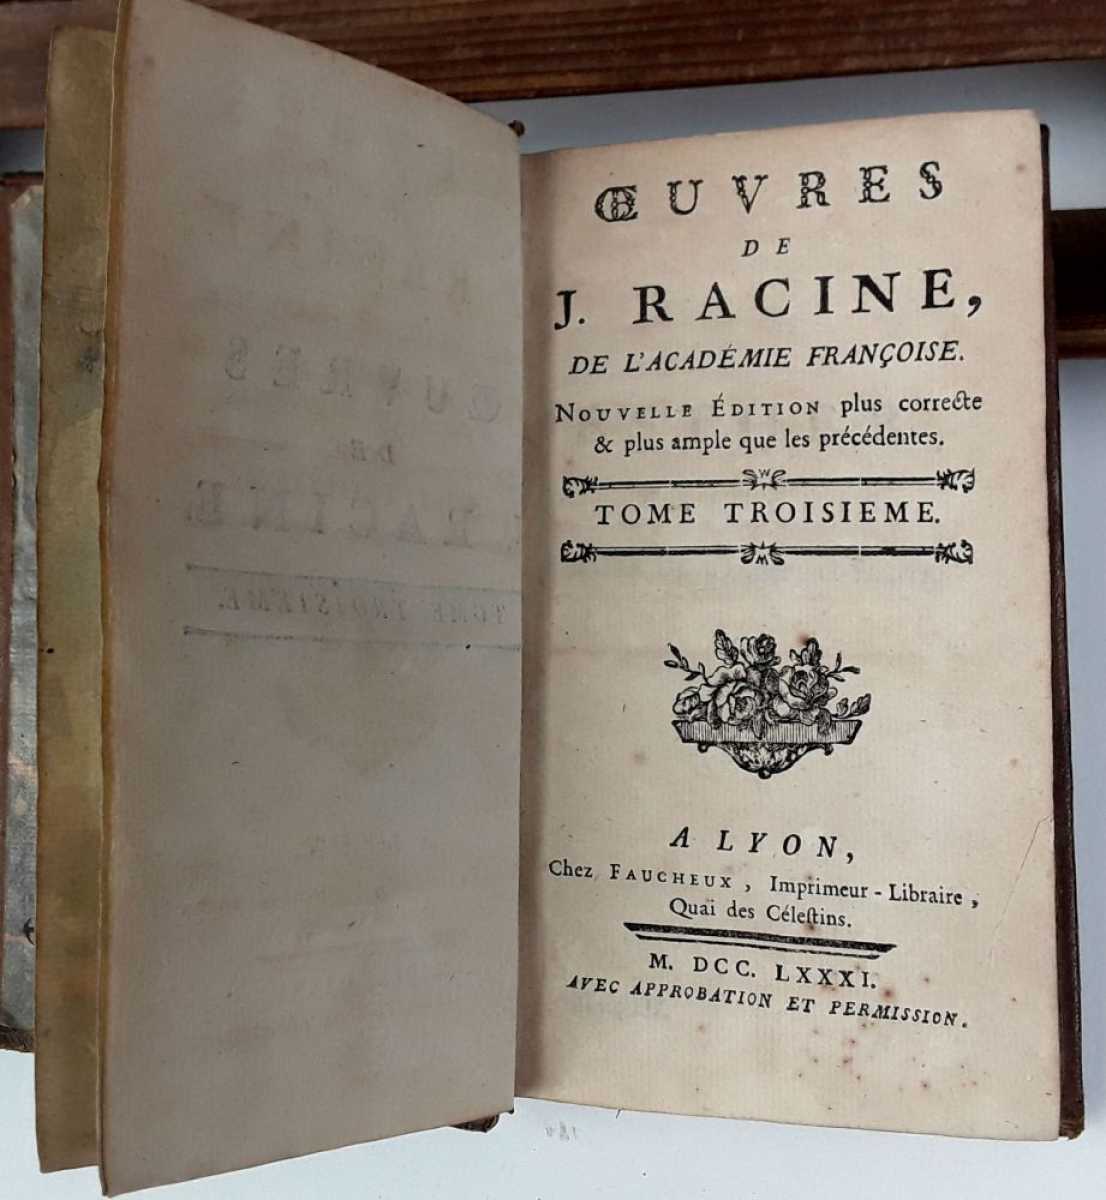 ŒUVRES
DE
J. RACINE,
DE L'ACADÉMIE FRANÇOISE.
NOUVELLE ÉDITION plus correcte
& plus ample que les précédentes.
TOME TROISIEME.
A LYON,
Chez FAUCHEUX, Imprimeur-Libraire,
Quai des Céleſtins.
M. DCC. LXXXI.
AVEC APPROBATION ET PERMISSION.